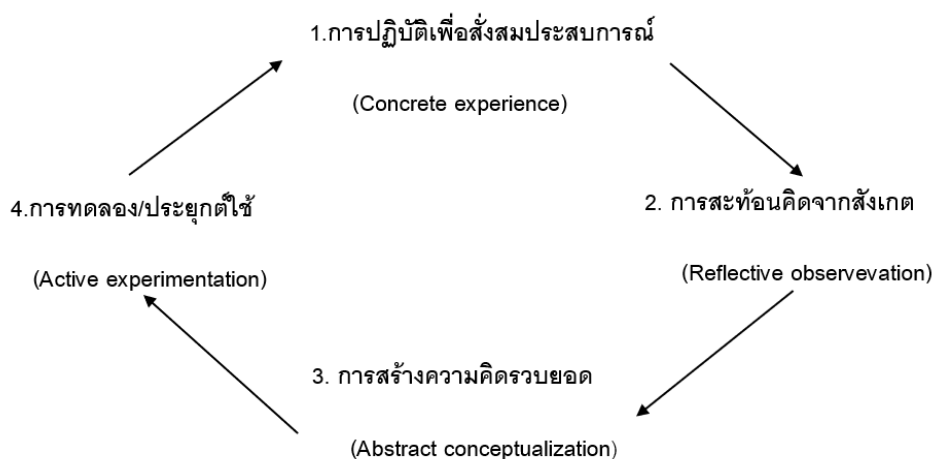 1.การปฏิบัติเพื่อสั่งสมประสบการณ์
(Concrete experience)
2. การสะท้อนคิดจากสังเกต
(Reflective observevation)
3. การสร้างความคิดรวบยอด
(Abstract conceptualization)
4.การทดลอง/ประยุกต์ใช้
(Active experimentation)